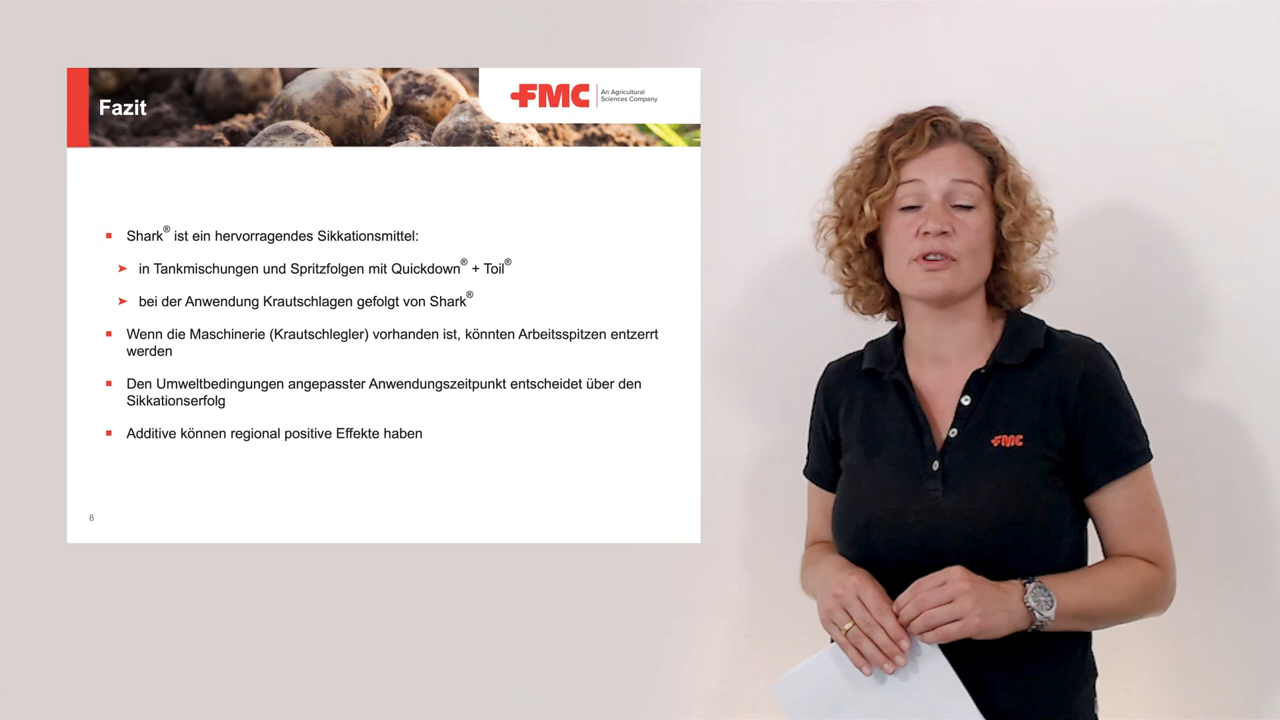 Fazit
FMC
An Agricultural
Sciences Company
Shark® ist ein hervorragendes Sikkationsmittel:
in Tankmischungen und Spritzfolgen mit Quickdown® + Toil®
bei der Anwendung Krautschlagen gefolgt von Shark®
Wenn die Maschinerie (Krautschlegler) vorhanden ist, könnten Arbeitsspitzen entzerrt
werden
Den Umweltbedingungen angepasster Anwendungszeitpunkt entscheidet über den
Sikkationserfolg
Additive können regional positive Effekte haben
8
FMC